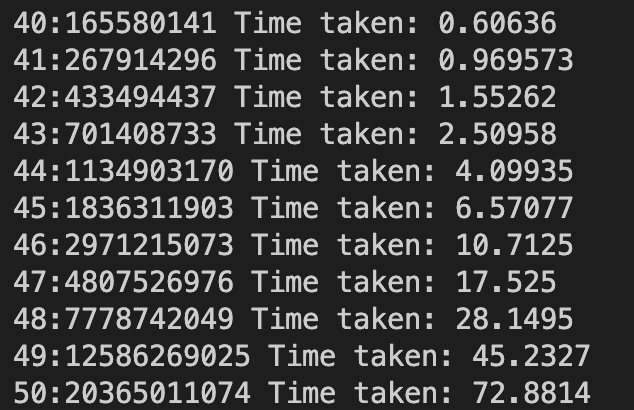 40:165580141 Time taken: 0.60636
41:267914296 Time taken: 0.969573
42:433494437 Time taken: 1.55262
43:701408733 Time taken: 2.50958
44:1134903170 Time taken: 4.09935
45:1836311903 Time taken: 6.57077
46:2971215073 Time taken: 10.7125
47:4807526976 Time taken: 17.525
48:7778742049 Time taken: 28.1495
49:12586269025 Time taken: 45.2327
50:20365011074 Time taken: 72.8814